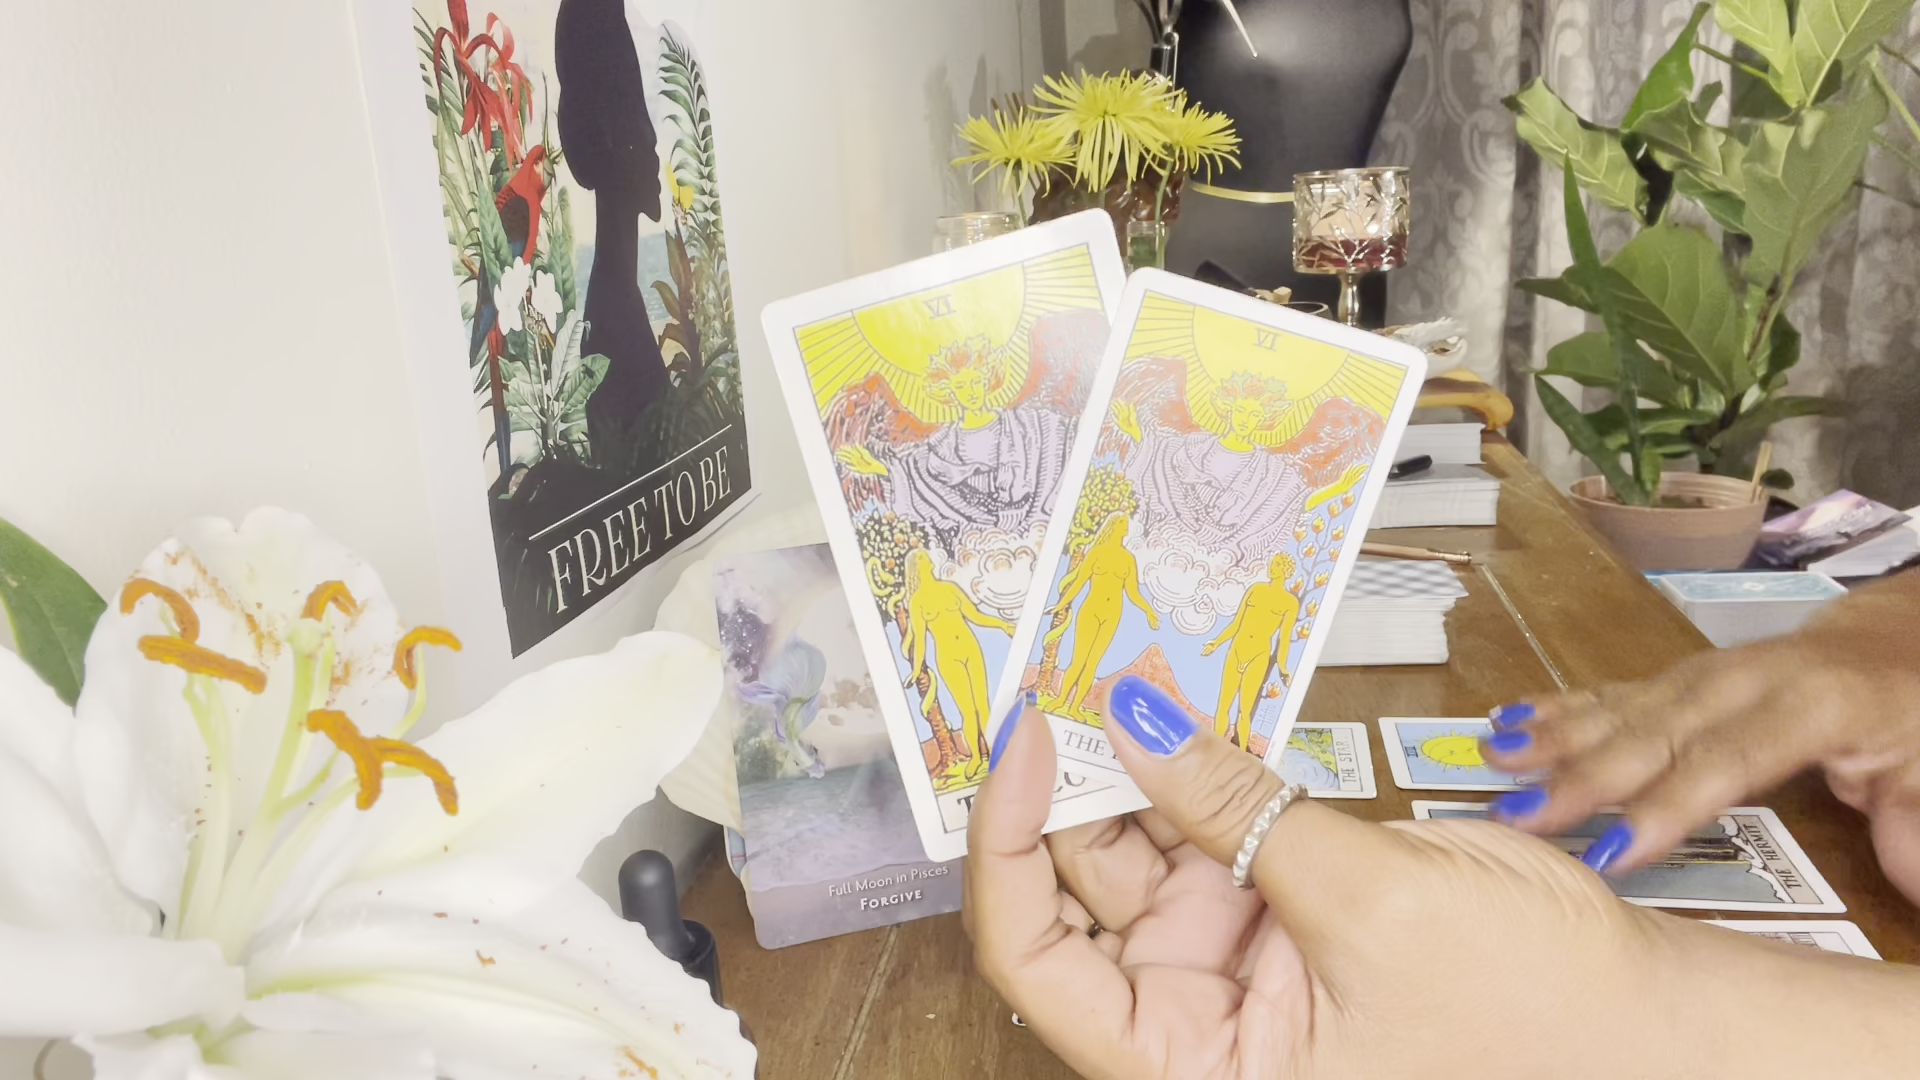 FREE TO BE
VI
VI
THE
Full Moon in Pisces
FORGIVE
THE STAR
THE HERMIT